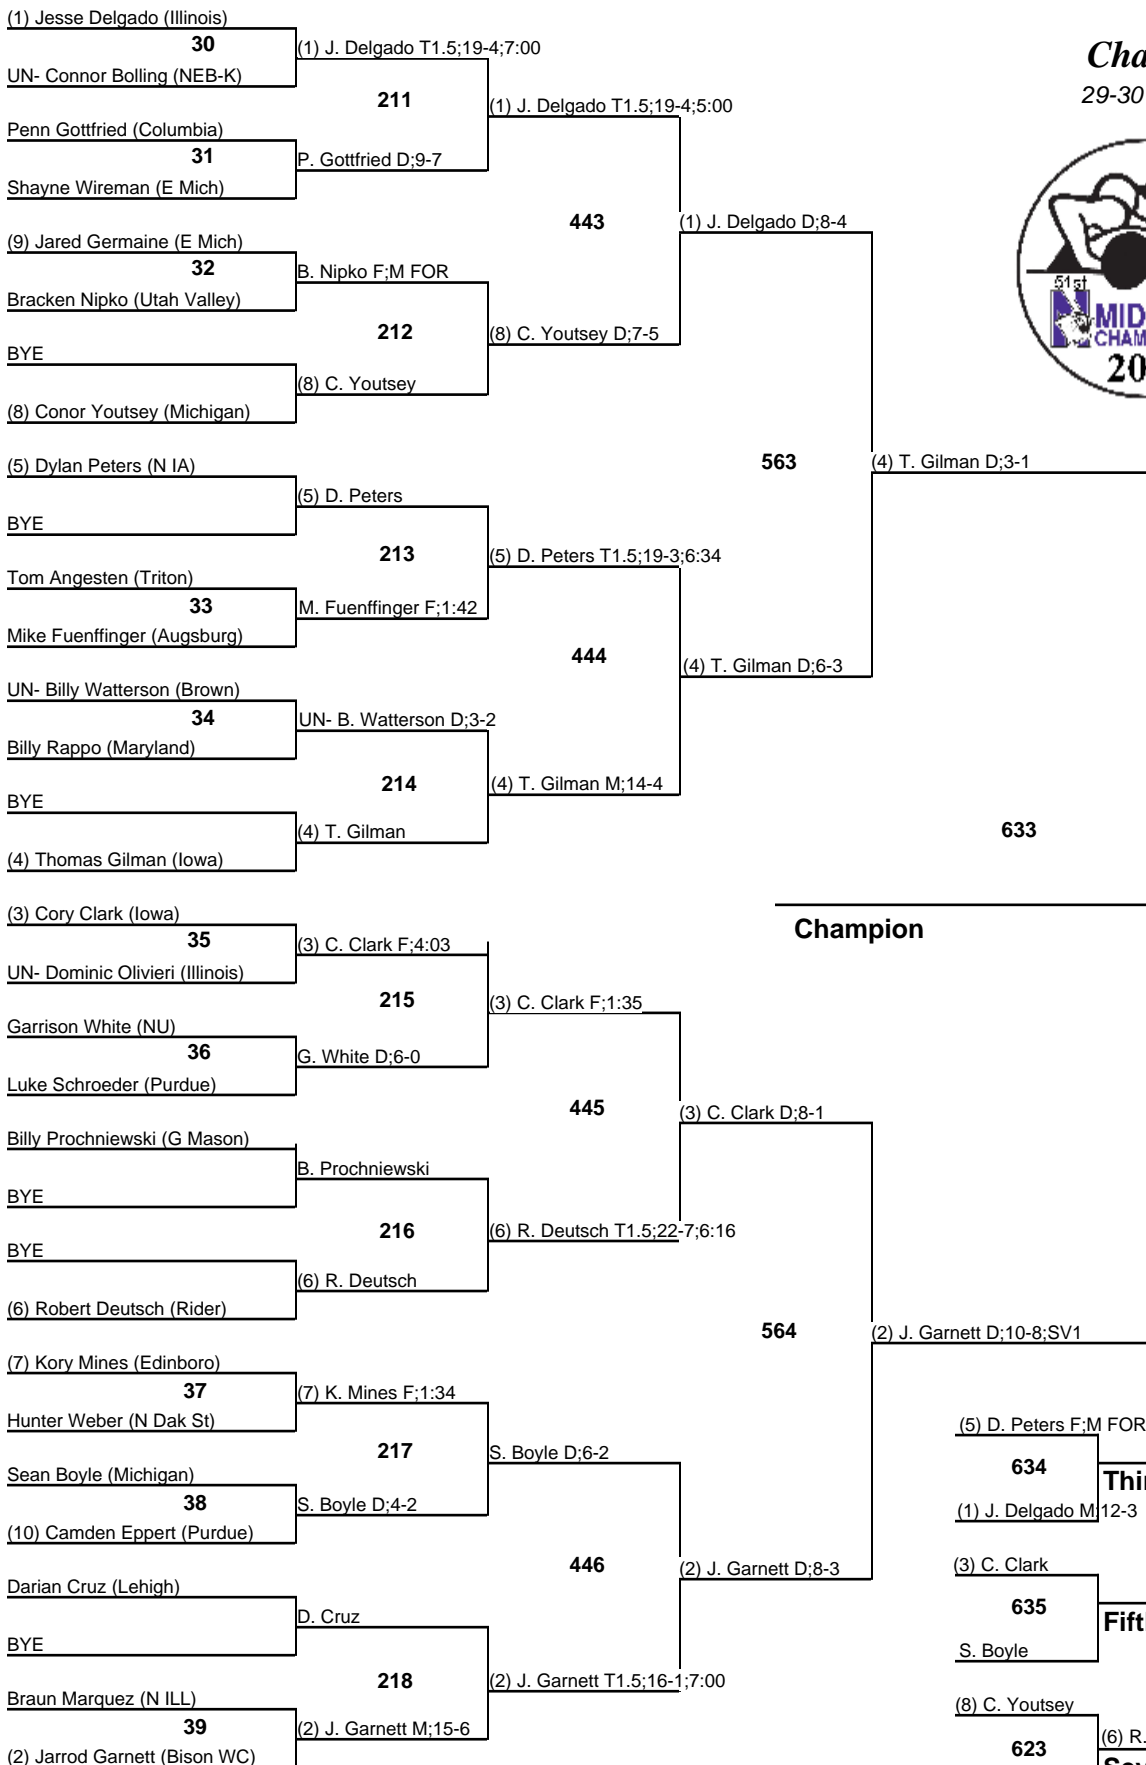 (1) Jesse Delgado (Illinois)
30
(1) J. Delgado T1.5;19-4;7:00
UN- Connor Bolling (NEB-K)
211
(1) J. Delgado T1.5;19-4;5:00
Penn Gottfried (Columbia)
31
P. Gottfried D;9-7
Shayne Wireman (E Mich)
443
(1) J. Delgado D;8-4
(9) Jared Germaine (E Mich)
32
B. Nipko F;M FOR
Bracken Nipko (Utah Valley)
212
(8) C. Youtsey D;7-5
BYE
(8) C. Youtsey
(8) Conor Youtsey (Michigan)
563
(4) T. Gilman D;3-1
(5) Dylan Peters (N IA)
(5) D. Peters
BYE
213
(5) D. Peters T1.5;19-3;6:34
Tom Angesten (Triton)
33
M. Fuenffinger F;1:42
Mike Fuenffinger (Augsburg)
444
(4) T. Gilman D;6-3
UN- Billy Watterson (Brown)
34
UN- B. Watterson D;3-2
Billy Rappo (Maryland)
214
(4) T. Gilman M;14-4
BYE
(4) T. Gilman
(4) Thomas Gilman (Iowa)
633
Champion
(3) Cory Clark (Iowa)
35
(3) C. Clark F;4:03
UN- Dominic Olivieri (Illinois)
215
(3) C. Clark F;1:35
Garrison White (NU)
36
G. White D;6-0
Luke Schroeder (Purdue)
445
(3) C. Clark D;8-1
Billy Prochniewski (G Mason)
B. Prochniewski
BYE
216
(6) R. Deutsch T1.5;22-7;6:16
BYE
(6) R. Deutsch
(6) Robert Deutsch (Rider)
564
(2) J. Garnett D;10-8;SV1
(7) Kory Mines (Edinboro)
37
(7) K. Mines F;1:34
Hunter Weber (N Dak St)
217
S. Boyle D;6-2
Sean Boyle (Michigan)
38
S. Boyle D;4-2
(10) Camden Eppert (Purdue)
446
(2) J. Garnett D;8-3
Darian Cruz (Lehigh)
D. Cruz
BYE
218
(2) J. Garnett T1.5;16-1;7:00
Braun Marquez (N ILL)
39
(2) J. Garnett M;15-6
(2) Jarrod Garnett (Bison WC)
Cha
29-30
51st
N
MID
CHAM
20
(5) D. Peters F;M FOR
634
Thi
(1) J. Delgado M;12-3
(3) C. Clark
635
Fift
S. Boyle
(8) C. Youtsey
623
(6) R.